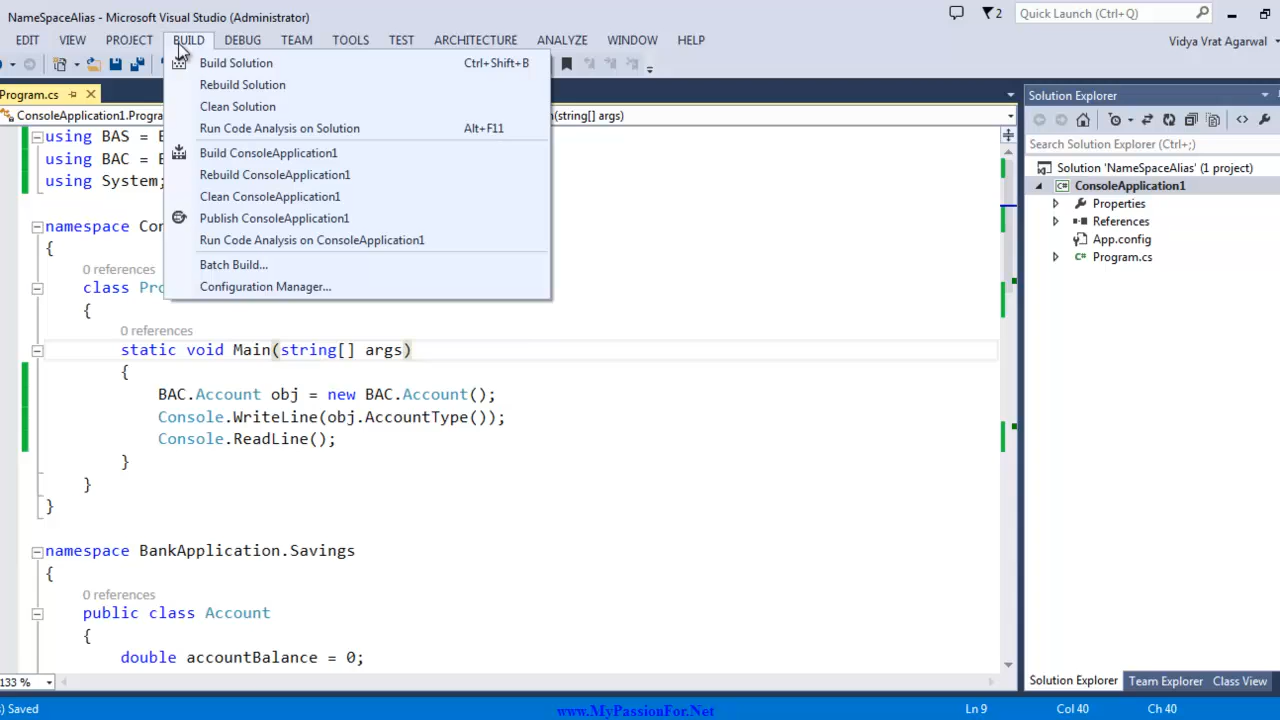 NameSpaceAlias - Microsoft Visual Studio (Administrator)
2
Quick Launch (Ctrl+Q)
EDIT VIEW PROJECT BUILD DEBUG TEAM TOOLS TEST ARCHITECTURE ANALYZE WINDOW HELP
Vidya Vrat Agarwal
Build Solution Ctrl+Shift+B
Rebuild Solution
Clean Solution
Run Code Analysis on Solution Alt+F11
Build ConsoleApplication1
Rebuild ConsoleApplication1
Clean ConsoleApplication1
Publish ConsoleApplication1
Run Code Analysis on ConsoleApplication1
Batch Build...
Configuration Manager...
Program.cs
ConsoleApplication1.Progra
(string[] args)
using BAS =
using BAC =
using System;
namespace Con
{
0 references
class Pro
{
0 references
static void Main(string[] args)
{
BAC.Account obj = new BAC.Account();
Console.WriteLine(obj.AccountType());
Console.ReadLine();
}
}
}
namespace BankApplication.Savings
{
0 references
public class Account
{
double accountBalance = 0;
133 %
Solution Explorer
Search Solution Explorer (Ctrl+;)
Solution 'NameSpaceAlias' (1 project)
ConsoleApplication1
Properties
References
App.config
Program.cs
Solution Explorer Team Explorer Class View
) Saved
www.MyPassionFor.Net
Ln 9 Col 40 Ch 40